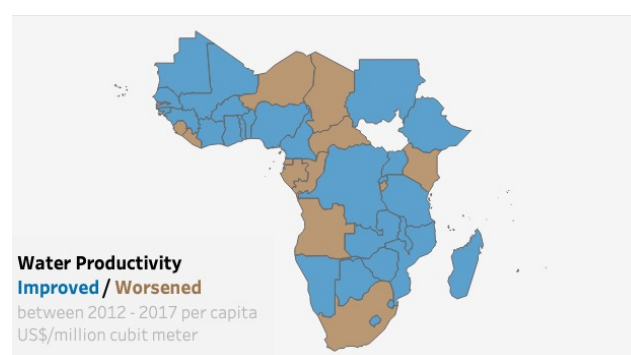 Water Productivity
Improved / Worsened
between 2012 - 2017 per capita
US$/million cubit meter